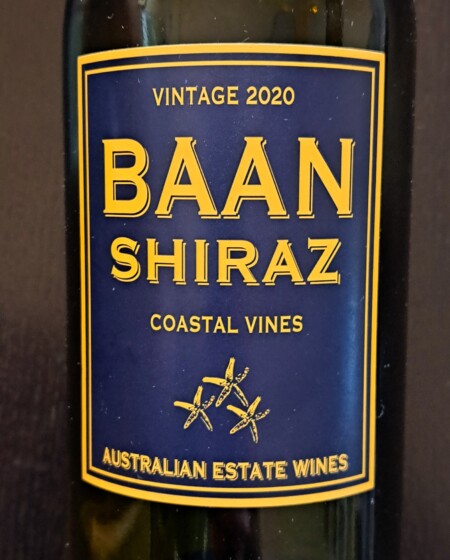 VINTAGE 2020
BAAN
SHIRAZ
COASTAL VINES
AUSTRALIAN ESTATE WINES